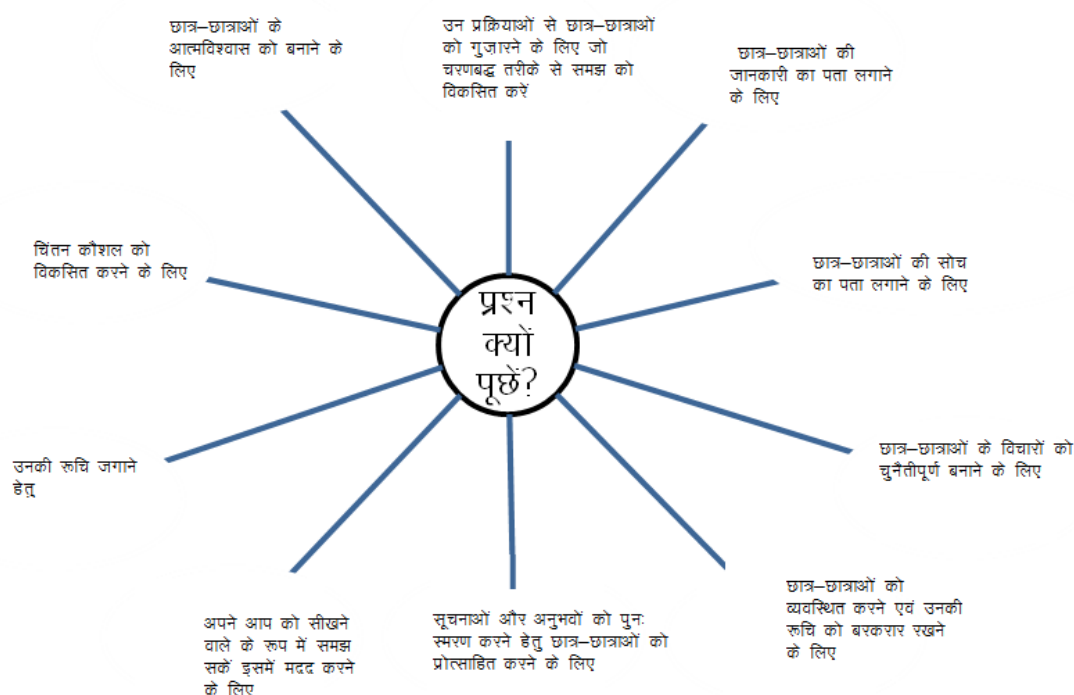 छात्र–छात्राओं के
आत्मविश्वास को बनाने के
लिए
उन प्रक्रियाओं से छात्र–छात्राओं
को गुज़ारने के लिए जो
चरणबद्ध तरीके से समझ को
विकसित करें
छात्र–छात्राओं की
जानकारी का पता लगाने
के लिए
चिंतन कौशल को
विकसित करने के लिए
छात्र–छात्राओं की सोच
का पता लगाने के लिए
प्रश्न
क्यों
पूछें?
उनकी रूचि जगाने
हेतु
छात्र–छात्राओं के विचारों को
चुनौतीपूर्ण बनाने के लिए
अपने आप को सीखने
वाले के रूप में समझ
सकें इसमें मदद करने
के लिए
सूचनाओं और अनुभवों को पुनः
स्मरण करने हेतु छात्र–छात्राओं को
प्रोत्साहित करने के लिए
छात्र–छात्राओं को
व्यवस्थित करने एवं उनकी
रूचि को बरकरार रखने
के लिए